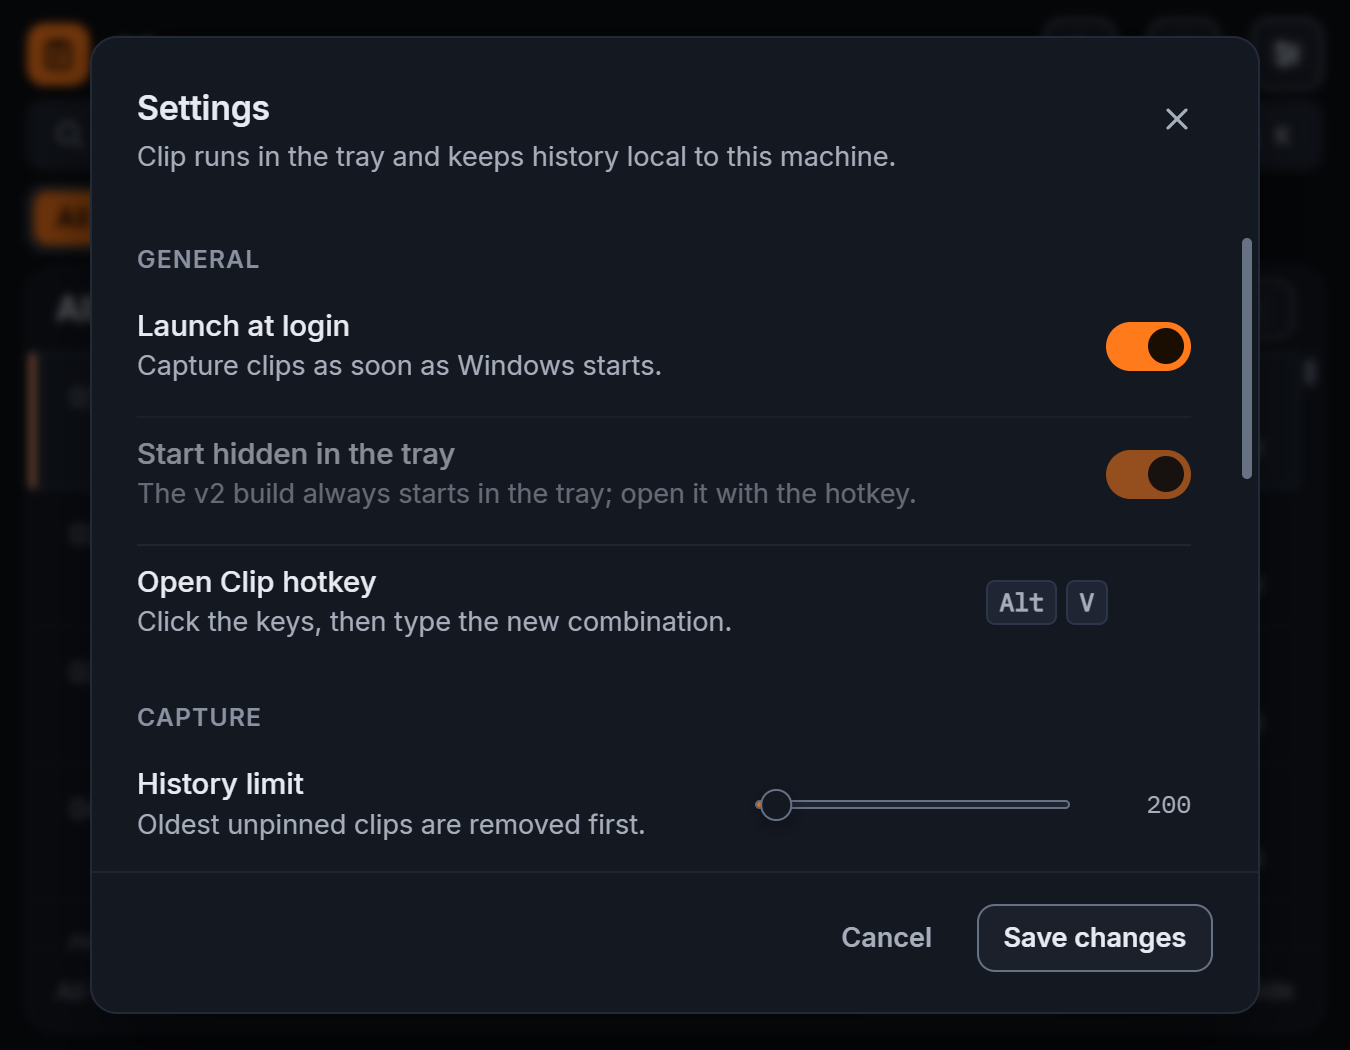 Settings
Clip runs in the tray and keeps history local to this machine.
GENERAL
Launch at login
Capture clips as soon as Windows starts.
Start hidden in the tray
The v2 build always starts in the tray; open it with the hotkey.
Open Clip hotkey
Click the keys, then type the new combination.
Alt V
CAPTURE
History limit
Oldest unpinned clips are removed first.
200
Cancel
Save changes